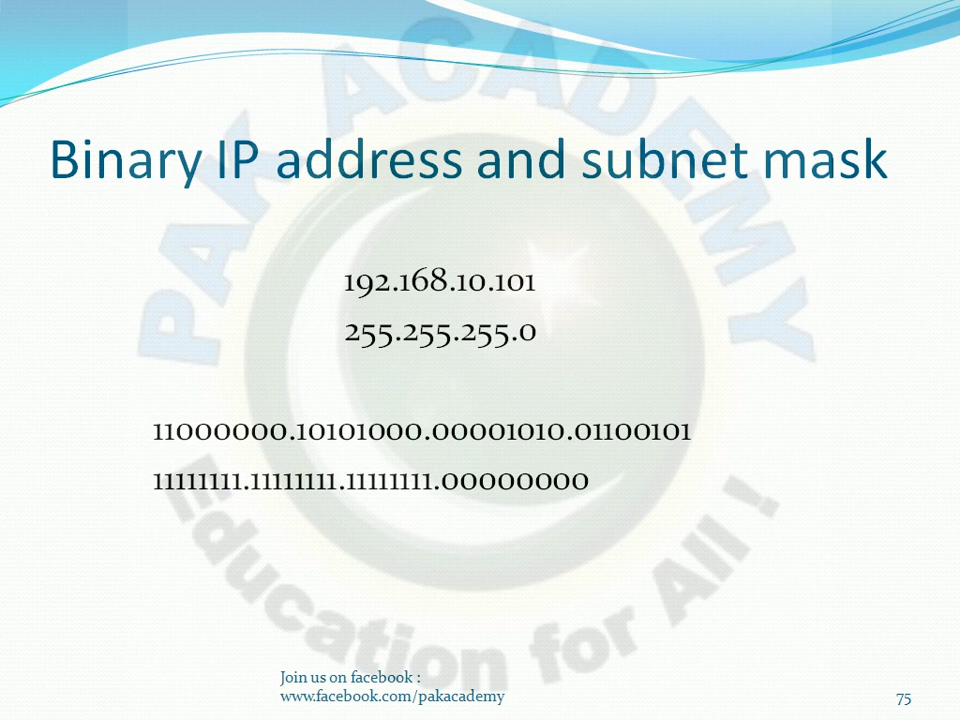 PAK ACADEMY
Binary IP address and subnet mask
192.168.10.101
255.255.255.0
11000000.10101000.00001010.01100101
11111111.11111111.11111111.00000000
Education for All !
Join us on facebook :
www.facebook.com/pakacademy
75